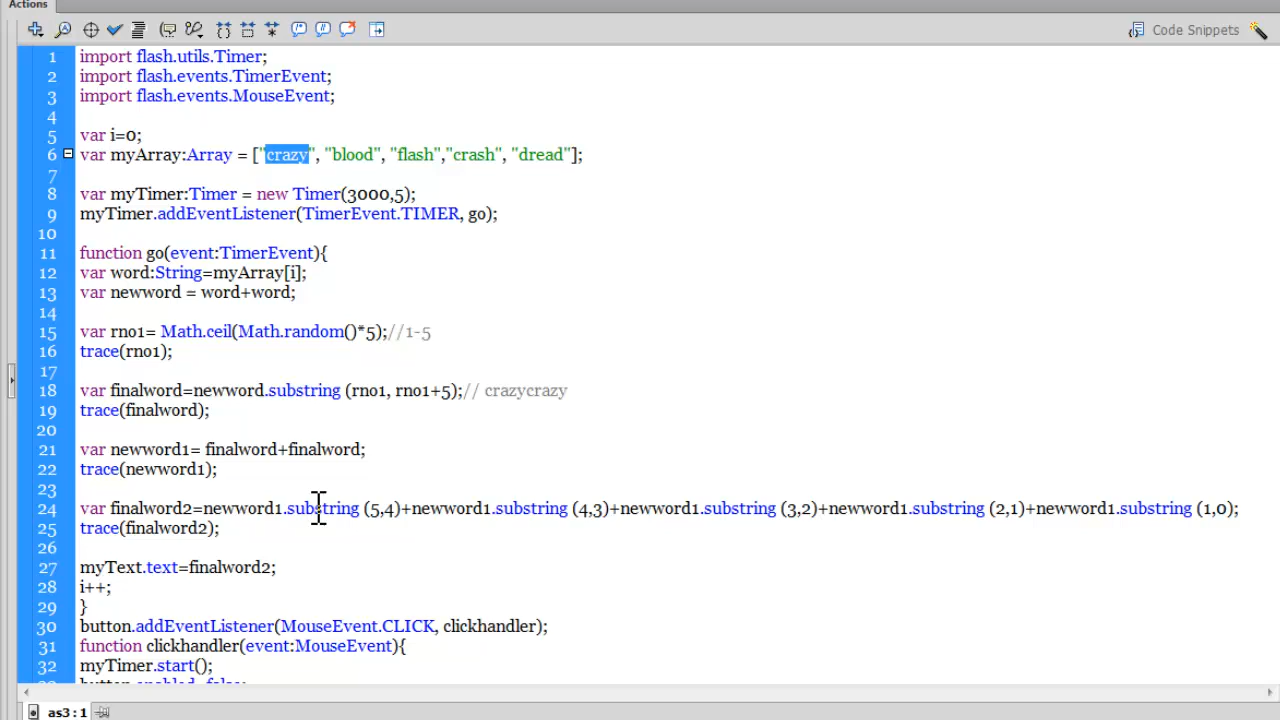 Actions
Code Snippets
1 import flash.utils.Timer;
2 import flash.events.TimerEvent;
3 import flash.events.MouseEvent;
4
5 var i=0;
6 var myArray:Array = ["crazy", "blood", "flash","crash", "dread"];
7
8 var myTimer:Timer = new Timer(3000,5);
9 myTimer.addEventListener(TimerEvent.TIMER, go);
10
11 function go(event:TimerEvent){
12 var word:String=myArray[i];
13 var newword = word+word;
14
15 var rno1= Math.ceil(Math.random()*5);//1-5
16 trace(rno1);
17
18 var finalword=newword.substring (rno1, rno1+5);// crazycrazy
19 trace(finalword);
20
21 var newword1= finalword+finalword;
22 trace(newword1);
23
24 var finalword2=newword1.substring (5,4)+newword1.substring (4,3)+newword1.substring (3,2)+newword1.substring (2,1)+newword1.substring (1,0);
25 trace(finalword2);
26
27 myText.text=finalword2;
28 i++;
29 }
30 button.addEventListener(MouseEvent.CLICK, clickhandler);
31 function clickhandler(event:MouseEvent){
32 myTimer.start();
as3:1